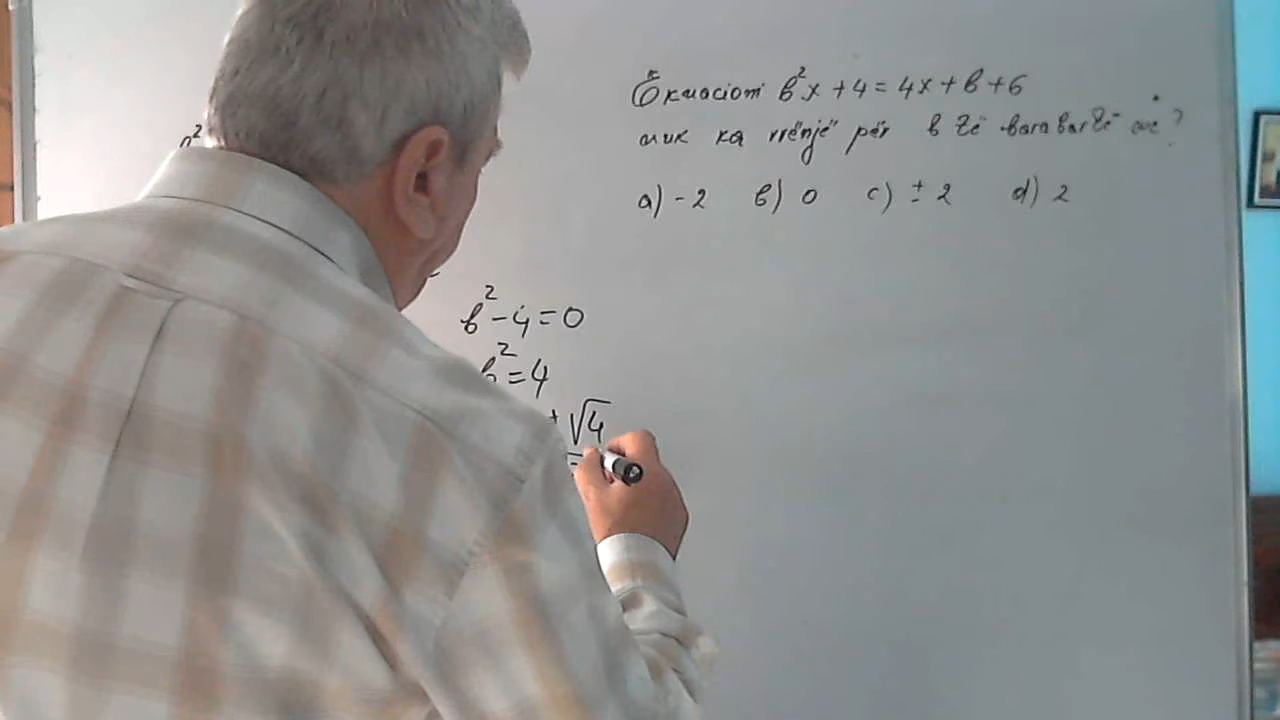 Ekuacioni b²x + 4 = 4x + b + 6
nuk ka rrënjë për b të barabartë me ?
a) -2 b) 0 c) ± 2 d) 2
b² - 4 = 0
b² = 4
± √4